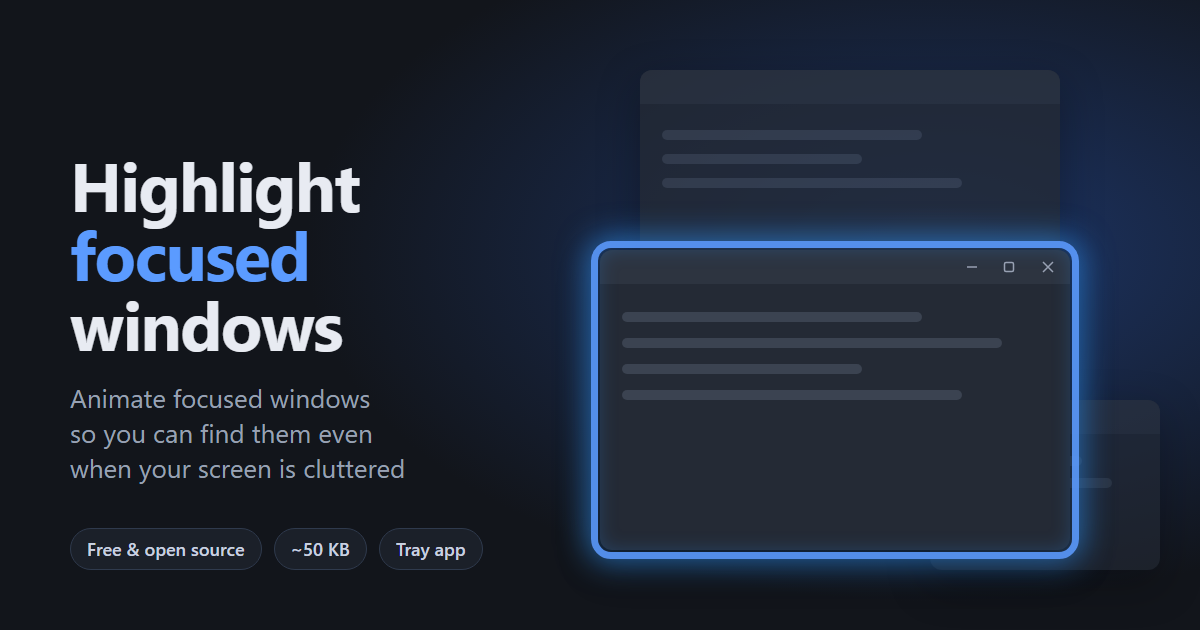 Highlight
focused
windows
Animate focused windows
so you can find them even
when your screen is cluttered
Free & open source
~50 KB
Tray app